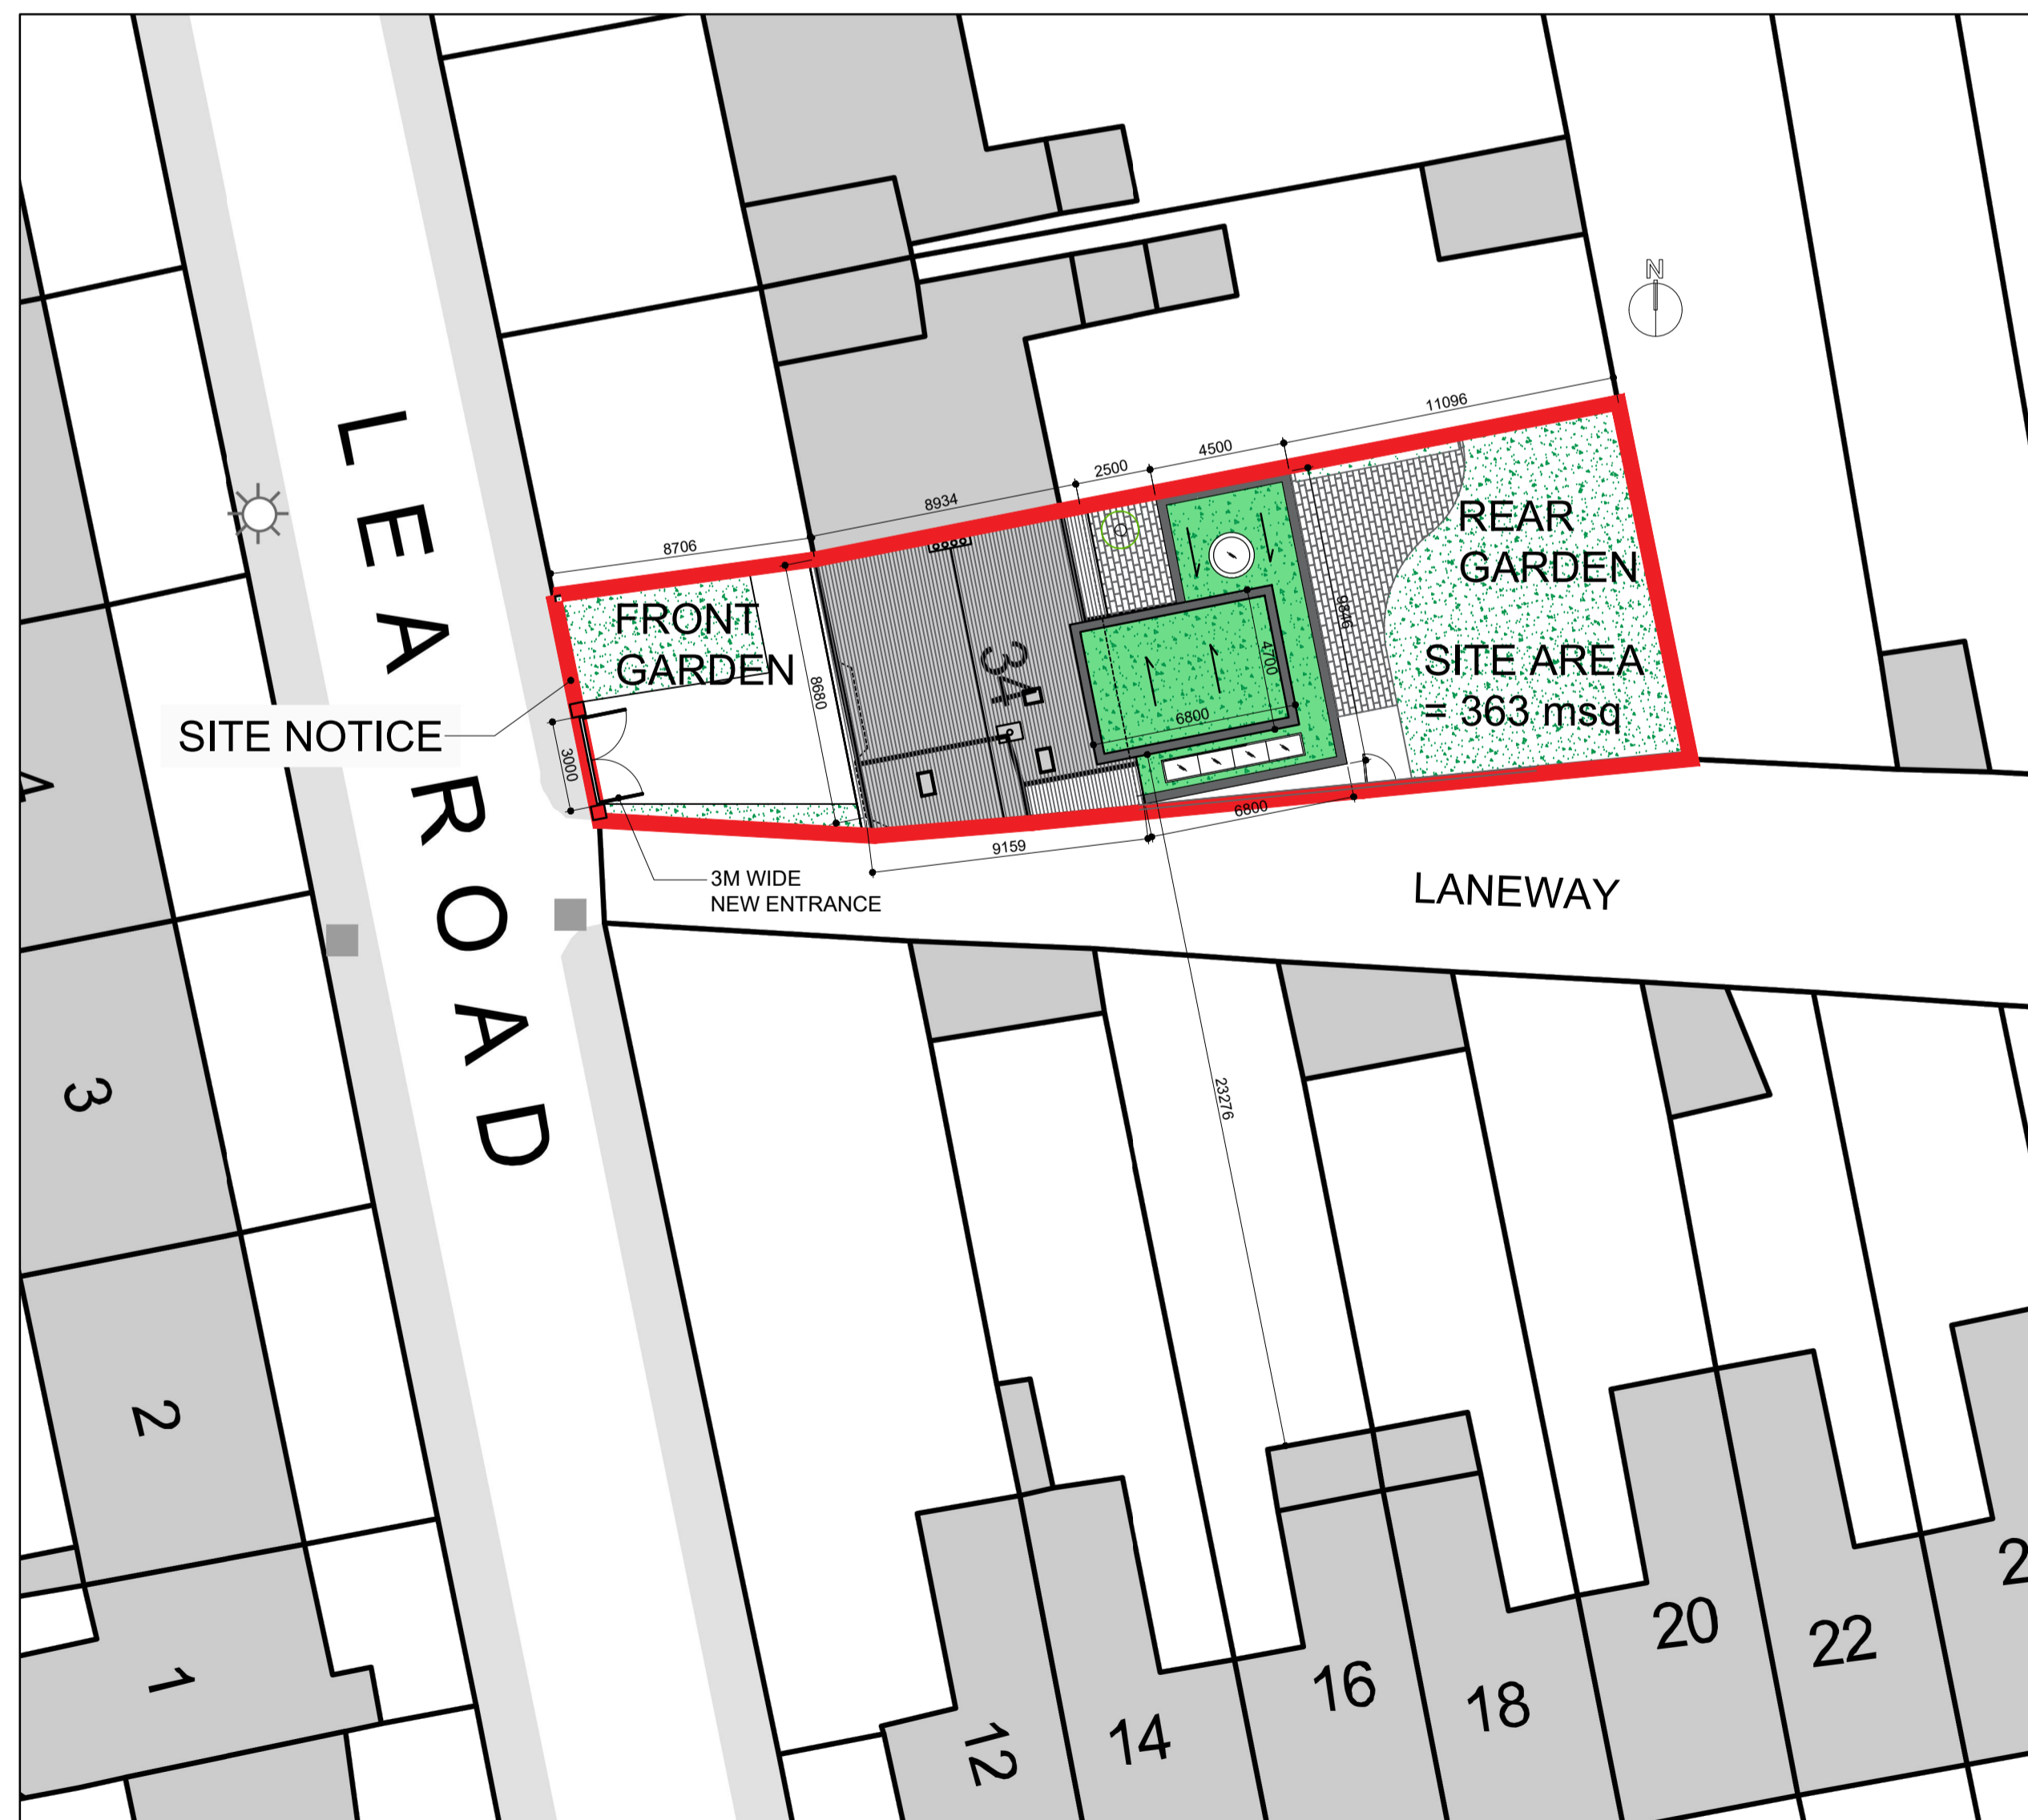 N
11096
4500
2500
8934
8706
REAR
GARDEN
SITE AREA
= 363 msq
FRONT
GARDEN
34
9846
4700
6800
8680
3000
SITE NOTICE
LEA ROAD
6800
9159
3M WIDE
NEW ENTRANCE
LANEWAY
23276
3
2
1
12
14
16
18
20
22